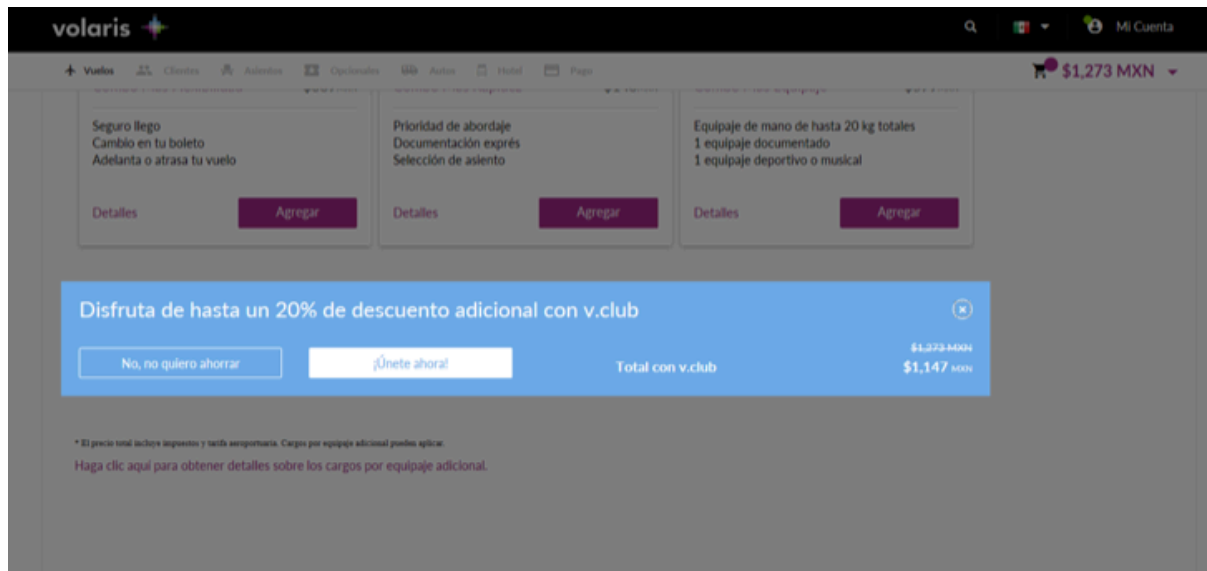 volaris
Mi Cuenta
Vuelos Clientes Asientos Opcionales Autos Hotel Pago
$1,273 MXN
Seguro llego
Cambio en tu boleto
Adelanta o atrasa tu vuelo
Detalles
Agregar
Prioridad de abordaje
Documentación exprés
Selección de asiento
Detalles
Agregar
Equipaje de mano de hasta 20 kg totales
1 equipaje documentado
1 equipaje deportivo o musical
Detalles
Agregar
Disfruta de hasta un 20% de descuento adicional con v.club
No, no quiero ahorrar
¡Únete ahora!
Total con v.club
$1,273 MXN
$1,147 MXN
* El precio total incluye impuestos y tarifa aeroportuaria. Cargos por equipaje adicional pueden aplicar.
Haga clic aquí para obtener detalles sobre los cargos por equipaje adicional.